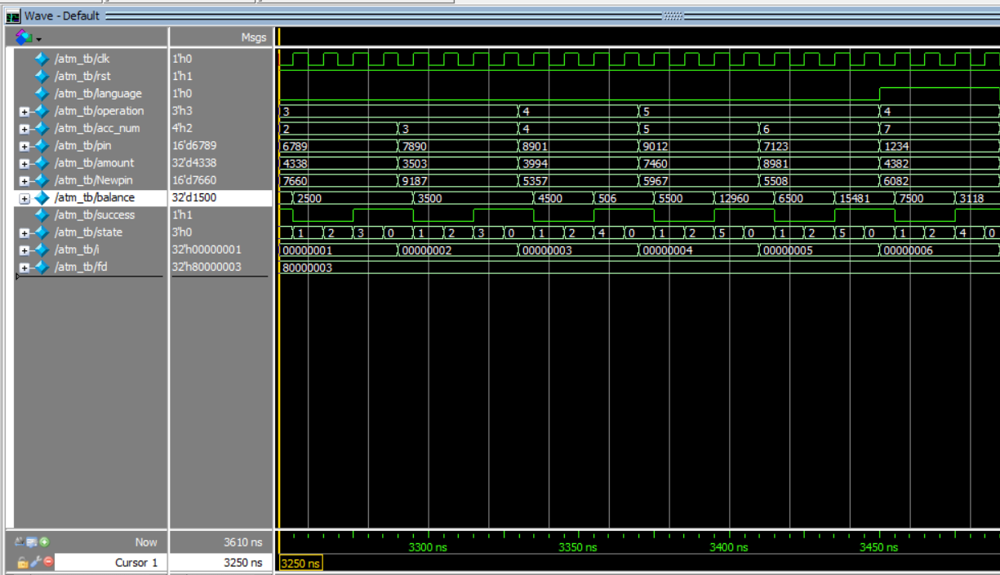 Wave - Default
Msgs
/atm_tb/clk 1'h0
/atm_tb/rst 1'h1
/atm_tb/language 1'h0
/atm_tb/operation 3'h3 3 4 5 4
/atm_tb/acc_num 4'h2 2 3 4 5 6 7
/atm_tb/pin 16'd6789 6789 7890 8901 9012 7123 1234
/atm_tb/amount 32'd4338 4338 3503 3994 7460 8981 4382
/atm_tb/Newpin 16'd7660 7660 9187 5357 5967 5508 6082
/atm_tb/balance 32'd1500 2500 3500 4500 506 5500 12960 6500 15481 7500 3118
/atm_tb/success 1'h1
/atm_tb/state 3'h0 1 2 3 0 1 2 3 0 1 2 4 0 1 2 5 0 1 2 5 0 1 2 4 0
/atm_tb/i 32'h00000001 00000001 00000002 00000003 00000004 00000005 00000006
/atm_tb/fd 32'h80000003 80000003
Now 3610 ns 3300 ns 3350 ns 3400 ns 3450 ns
Cursor 1 3250 ns 3250 ns